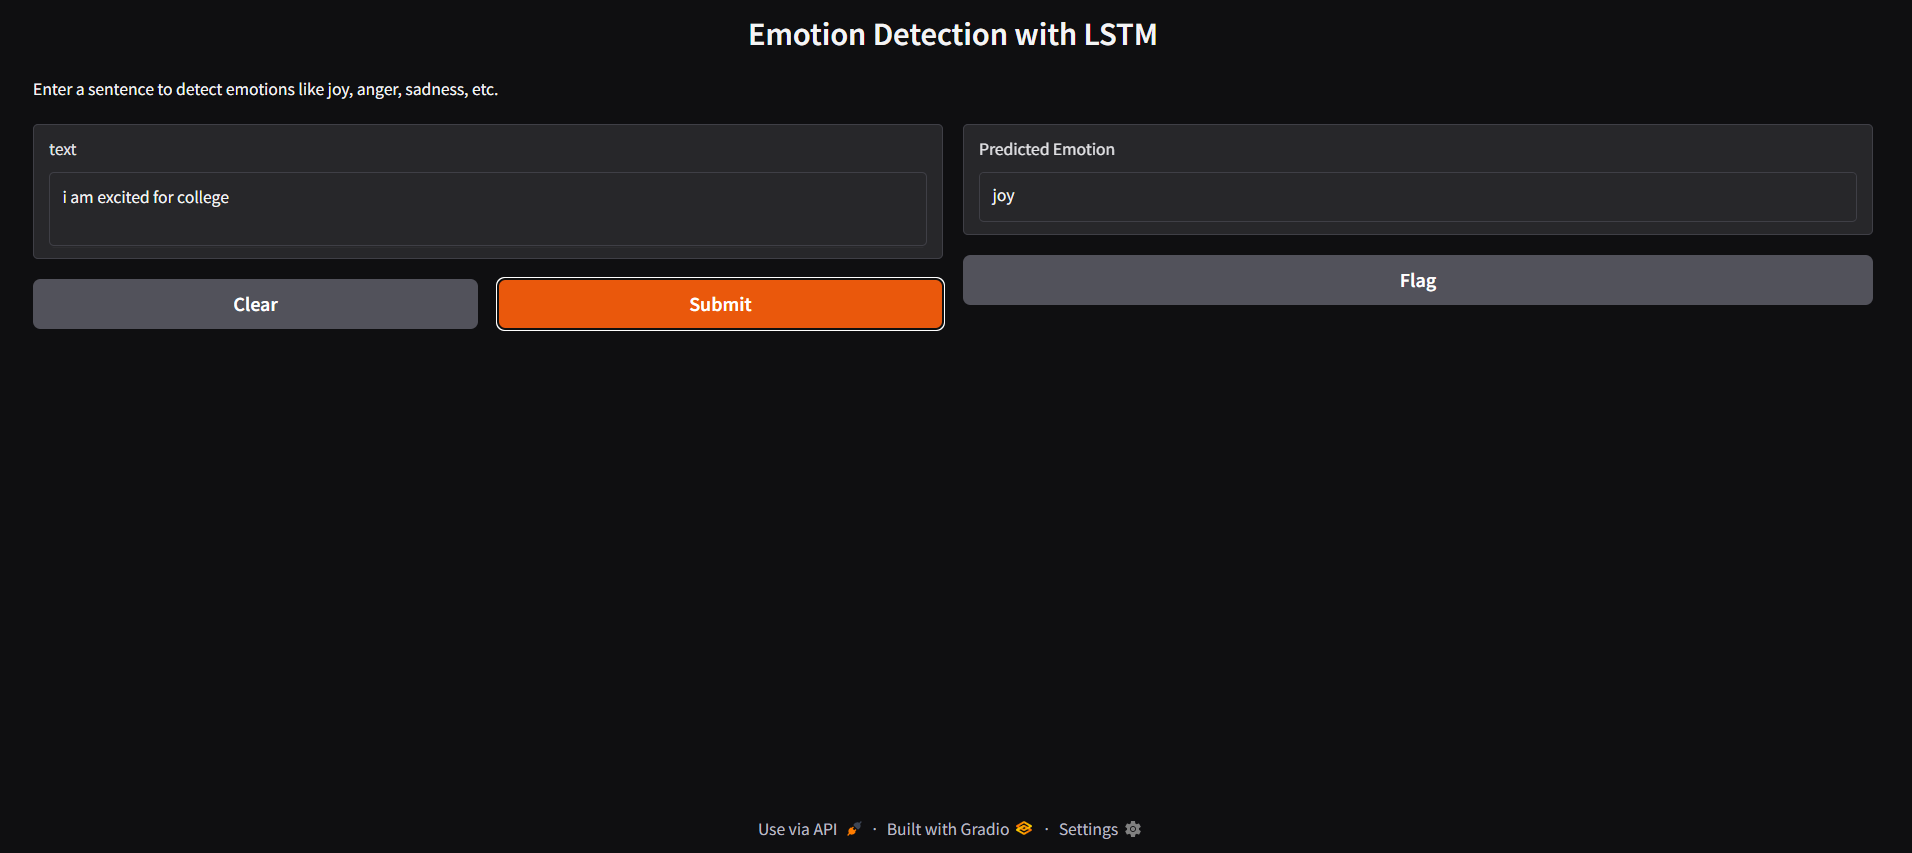 Emotion Detection with LSTM
Enter a sentence to detect emotions like joy, anger, sadness, etc.
text
i am excited for college
Clear
Submit
Predicted Emotion
joy
Flag
Use via API · Built with Gradio · Settings